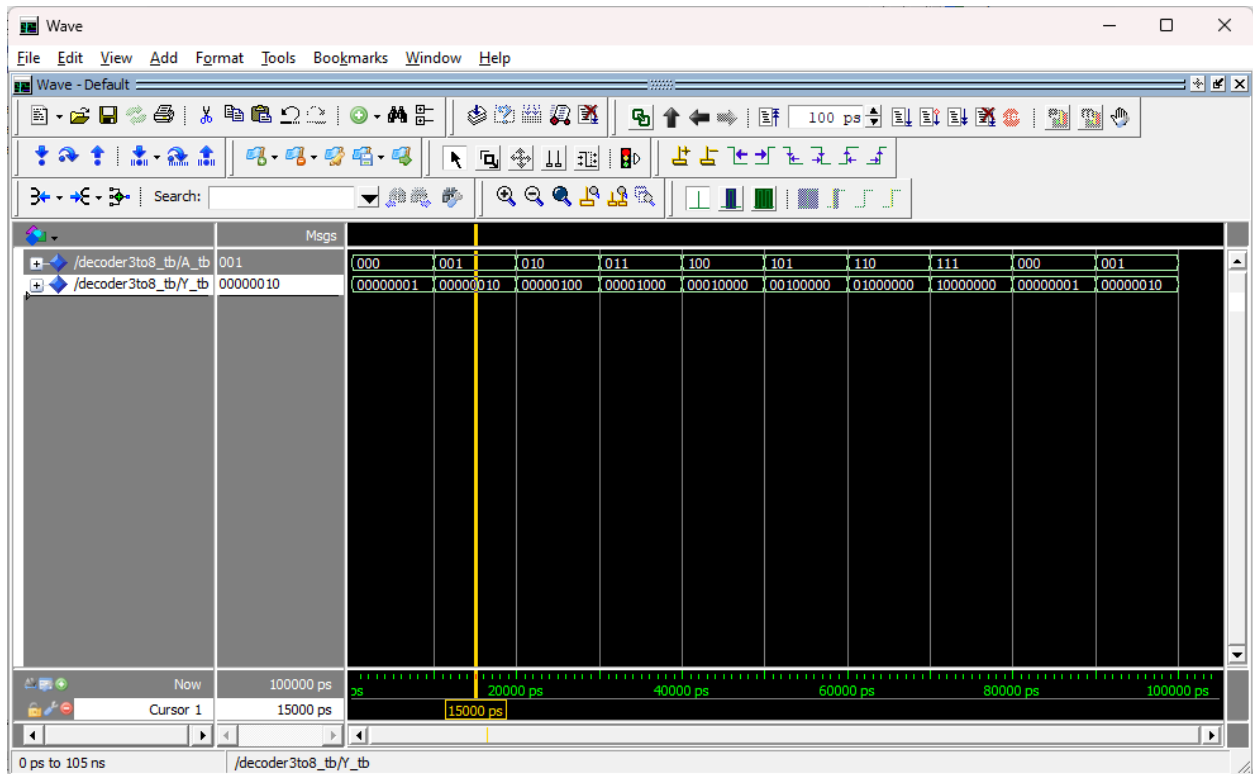 Wave
File Edit View Add Format Tools Bookmarks Window Help
Wave - Default
100 ps
Search:
Msgs
/decoder3to8_tb/A_tb 001 000 001 010 011 100 101 110 111 000 001
/decoder3to8_tb/Y_tb 00000010 00000001 00000010 00000100 00001000 00010000 00100000 01000000 10000000 00000001 00000010
Now 100000 ps ps 20000 ps 40000 ps 60000 ps 80000 ps 100000 ps
Cursor 1 15000 ps 15000 ps
0 ps to 105 ns /decoder3to8_tb/Y_tb